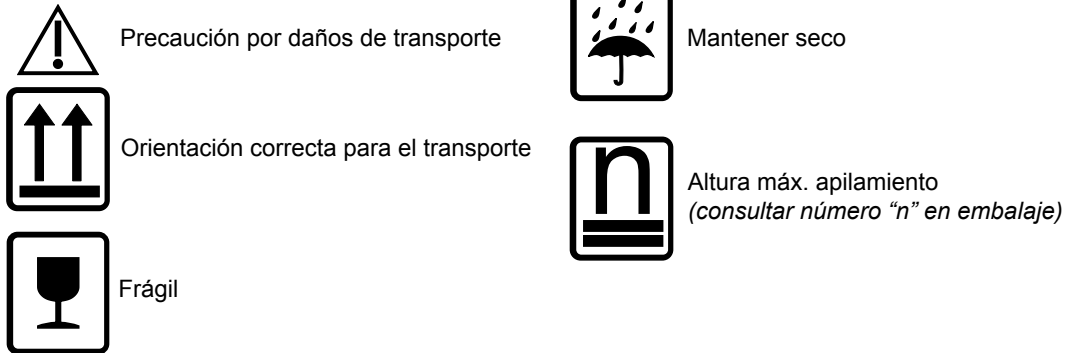 Precaución por daños de transporte
Orientación correcta para el transporte
Frágil
Mantener seco
n
Altura máx. apilamiento
(consultar número “n” en embalaje)